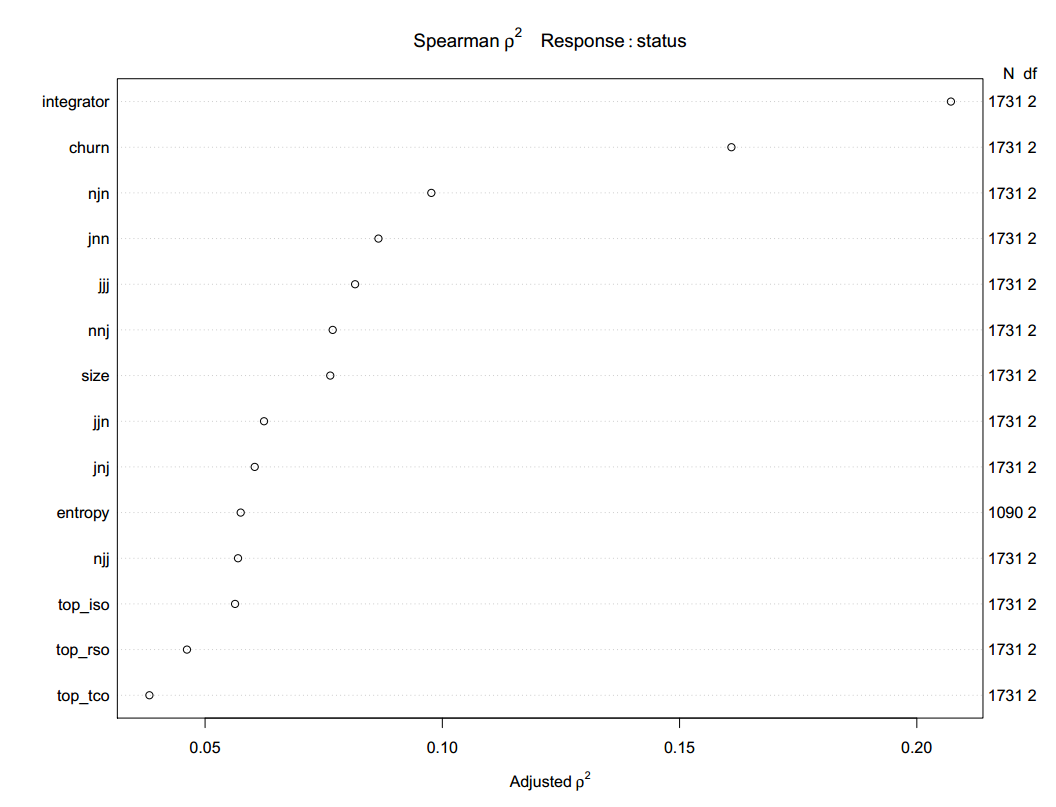 Spearman ρ² Response : status
N df
integrator 1731 2
churn 1731 2
njn 1731 2
jnn 1731 2
jjj 1731 2
nnj 1731 2
size 1731 2
jjn 1731 2
jnj 1731 2
entropy 1090 2
njj 1731 2
top_iso 1731 2
top_rso 1731 2
top_tco 1731 2
0.05 0.10 0.15 0.20
Adjusted ρ²